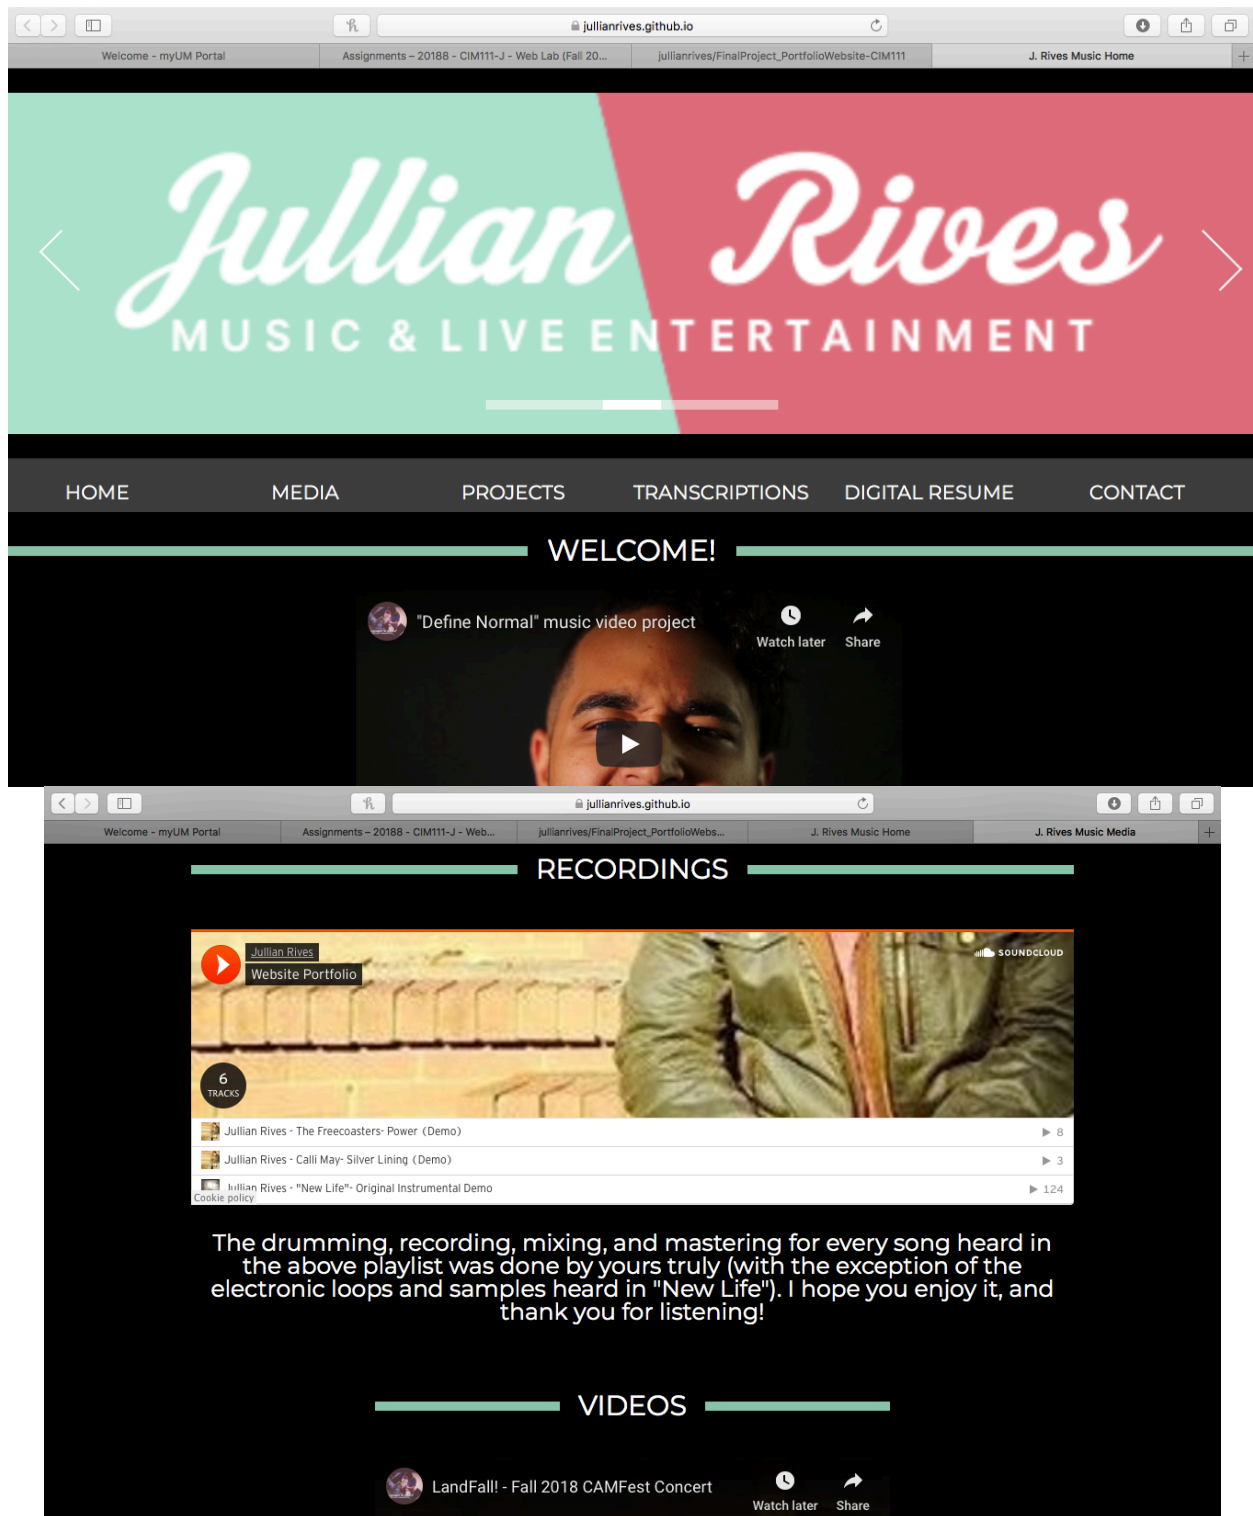 jullianrives.github.io
Welcome - myUM Portal
Assignments – 20188 - CIM111-J - Web Lab (Fall 20...
jullianrives/FinalProject_PortfolioWebsite-CIM111
J. Rives Music Home
Jullian Rives
MUSIC & LIVE ENTERTAINMENT
HOME MEDIA PROJECTS TRANSCRIPTIONS DIGITAL RESUME CONTACT
WELCOME!
"Define Normal" music video project
Watch later Share
jullianrives.github.io
Welcome - myUM Portal
Assignments – 20188 - CIM111-J - Web...
jullianrives/FinalProject_PortfolioWebs...
J. Rives Music Home
J. Rives Music Media
RECORDINGS
Jullian Rives
Website Portfolio
SOUNDCLOUD
6
TRACKS
Jullian Rives - The Freecoasters- Power (Demo) 8
Jullian Rives - Calli May- Silver Lining (Demo) 3
Jullian Rives - "New Life"- Original Instrumental Demo 124
Cookie policy
The drumming, recording, mixing, and mastering for every song heard in
the above playlist was done by yours truly (with the exception of the
electronic loops and samples heard in "New Life"). I hope you enjoy it, and
thank you for listening!
VIDEOS
LandFall! - Fall 2018 CAMFest Concert
Watch later Share